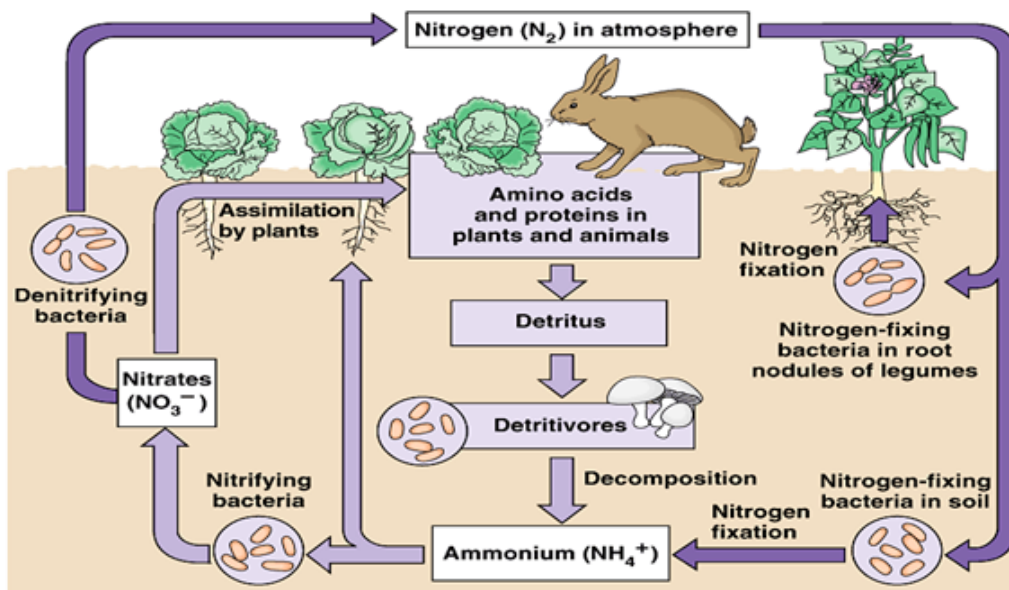 Nitrogen (N₂) in atmosphere
Assimilation
by plants
Amino acids
and proteins in
plants and animals
Nitrogen
fixation
Denitrifying
bacteria
Detritus
Nitrogen-fixing
bacteria in root
nodules of legumes
Nitrates
(NO₃⁻)
Detritivores
Decomposition
Nitrifying
bacteria
Nitrogen-fixing
bacteria in soil
Nitrogen
fixation
Ammonium (NH₄⁺)